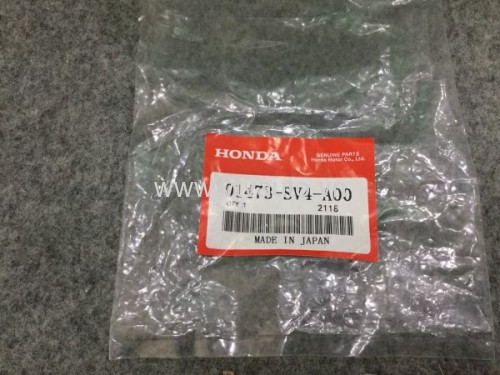 HONDA
GENUINE PARTS
Honda Motor Co., Ltd.
01473-SV4-A00
QTY 1
2116
MADE IN JAPAN